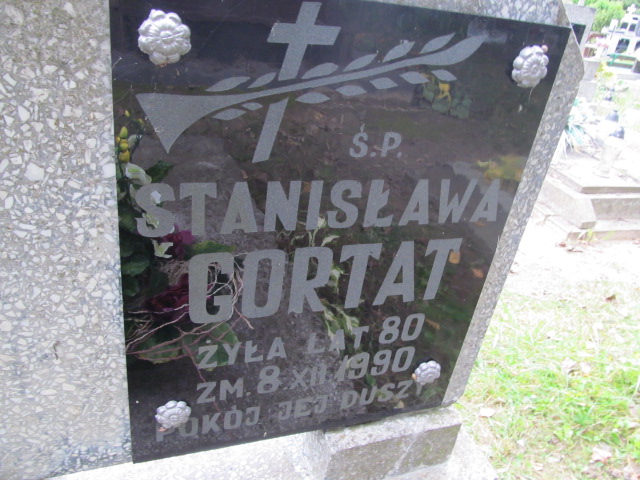 Ś.P.
STANISŁAWA
GORTAT
ŻYŁA LAT 80
ZM. 8 XII 1990
POKÓJ JEJ DUSZY